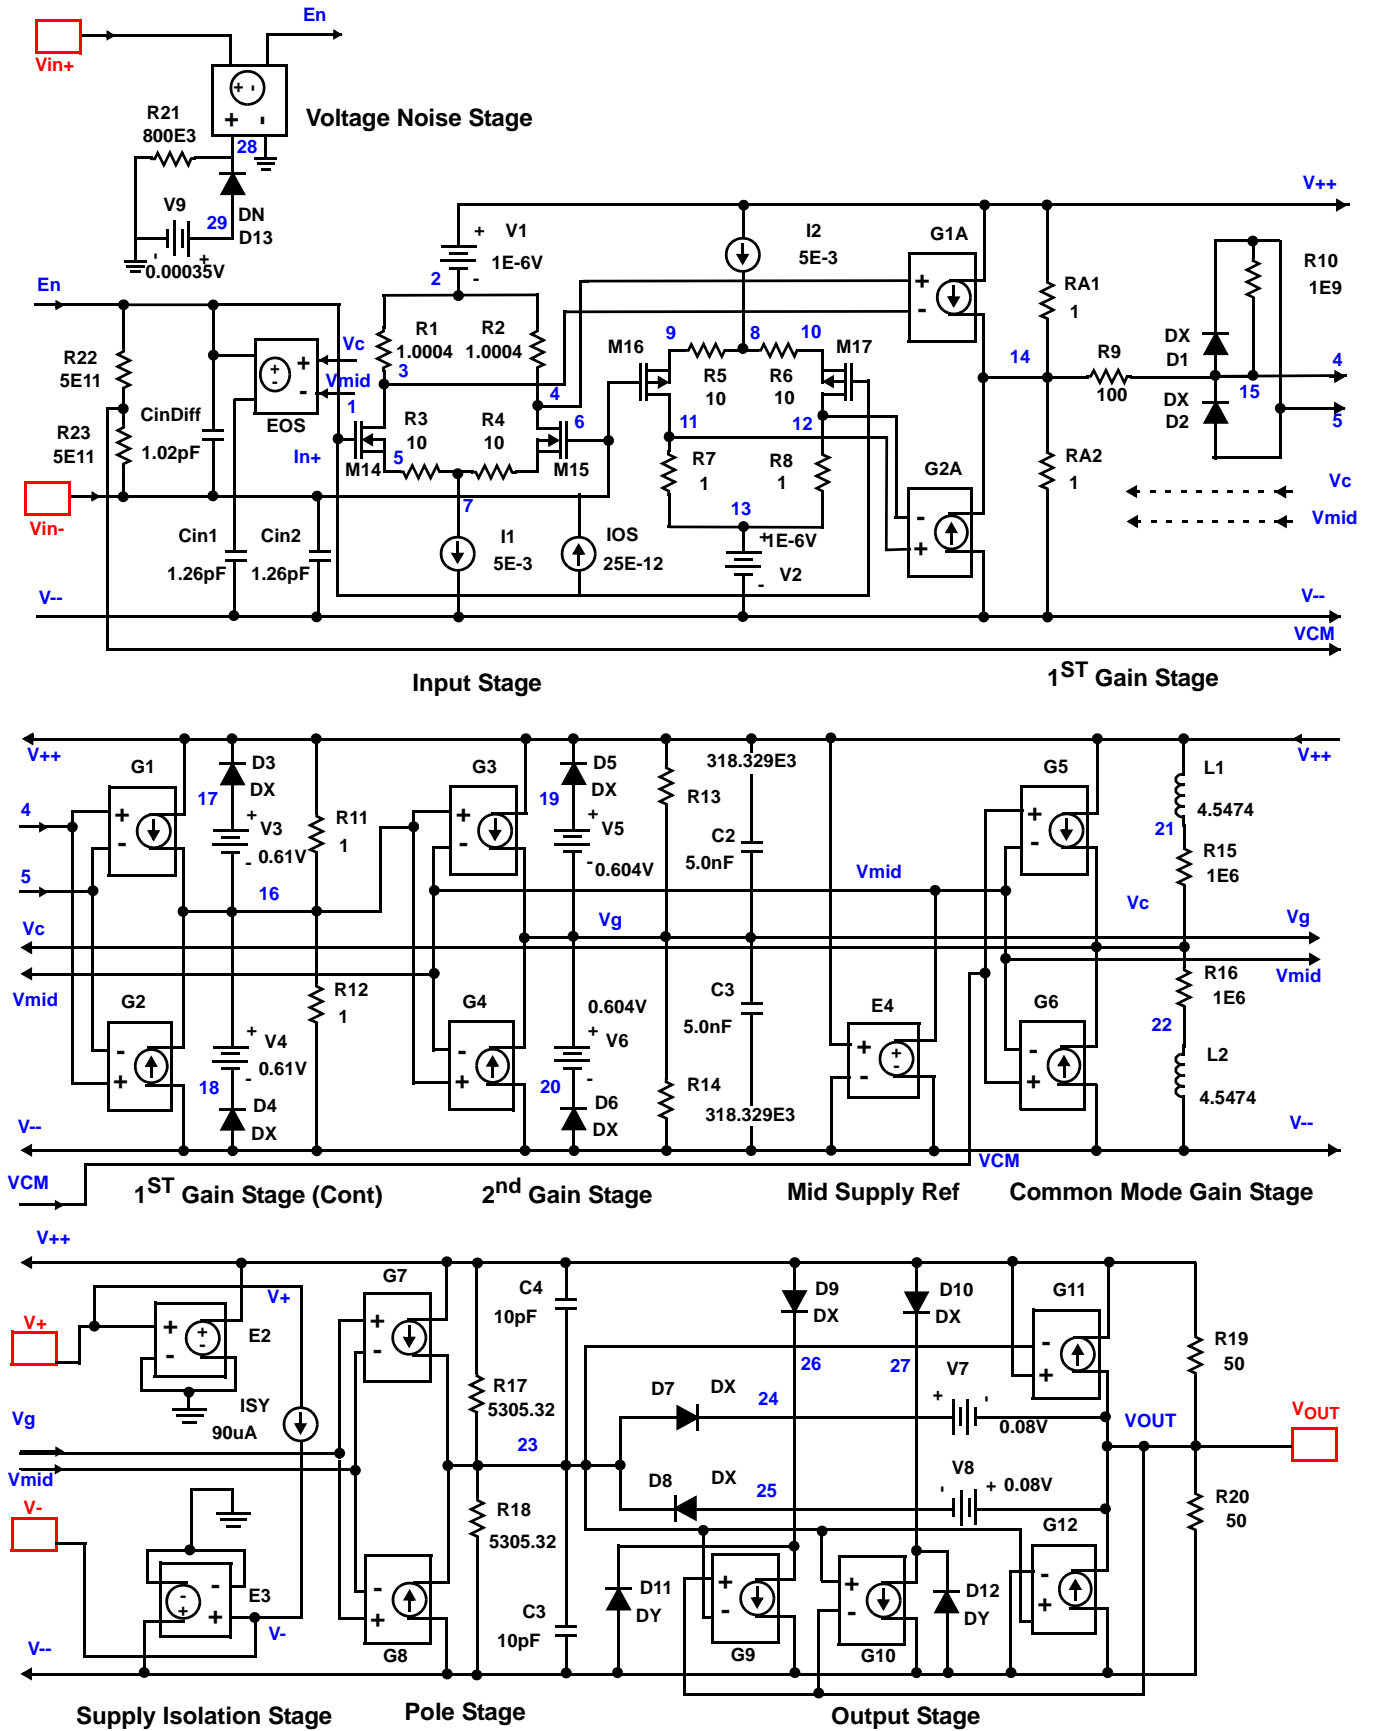 En
Vin+
R21
800E3
+ -
+ -
Voltage Noise Stage
28
V9
29
DN
D13
- +
0.00035V
V++
+ V1
1E-6V
2 -
I2
5E-3
G1A
+
-
RA1
1
R10
1E9
En
R22
5E11
Vc
Vmid
+
-
+
-
EOS
R1
1.0004
R2
1.0004
3
4
9
8
10
M16
M17
R5
10
R6
10
14
R9
100
DX
D1
DX
D2
15
4
5
R23
5E11
CinDiff
1.02pF
1
In+
M14
R3
10
R4
10
5
6
M15
11
12
R7
1
R8
1
G2A
-
+
RA2
1
Vc
Vmid
Vin-
7
13
Cin1
1.26pF
Cin2
1.26pF
I1
5E-3
IOS
25E-12
+
1E-6V
V2
-
V--
V--
VCM
Input Stage
1ST Gain Stage
V++
V++
G1
+
-
D3
DX
17
+
V3
-
0.61V
R11
1
G3
+
-
D5
DX
19
+
V5
-
0.604V
R13
318.329E3
C2
5.0nF
G5
+
-
L1
4.5474
21
R15
1E6
4
5
16
Vmid
Vc
Vg
Vg
Vc
Vmid
Vmid
G2
-
+
+
V4
-
0.61V
18
D4
DX
R12
1
G4
-
+
0.604V
+
V6
-
20
D6
DX
R14
318.329E3
C3
5.0nF
E4
+
-
+
-
G6
-
+
R16
1E6
22
L2
4.5474
V--
V--
VCM
VCM
1ST Gain Stage (Cont)
2nd Gain Stage
Mid Supply Ref
Common Mode Gain Stage
V++
V+
V+
+
-
+
-
E2
ISY
90uA
G7
+
-
C4
10pF
D9
DX
D10
DX
G11
-
+
R19
50
R17
5305.32
26
27
D7
DX
24
V7
+ -
0.08V
VOUT
VOUT
Vg
Vmid
23
D8
DX
25
V8
- +
0.08V
V-
R18
5305.32
R20
50
G12
-
+
-
+
-
+
E3
V-
G8
-
+
C3
10pF
D11
DY
G9
+
-
G10
+
-
D12
DY
V--
Supply Isolation Stage
Pole Stage
Output Stage